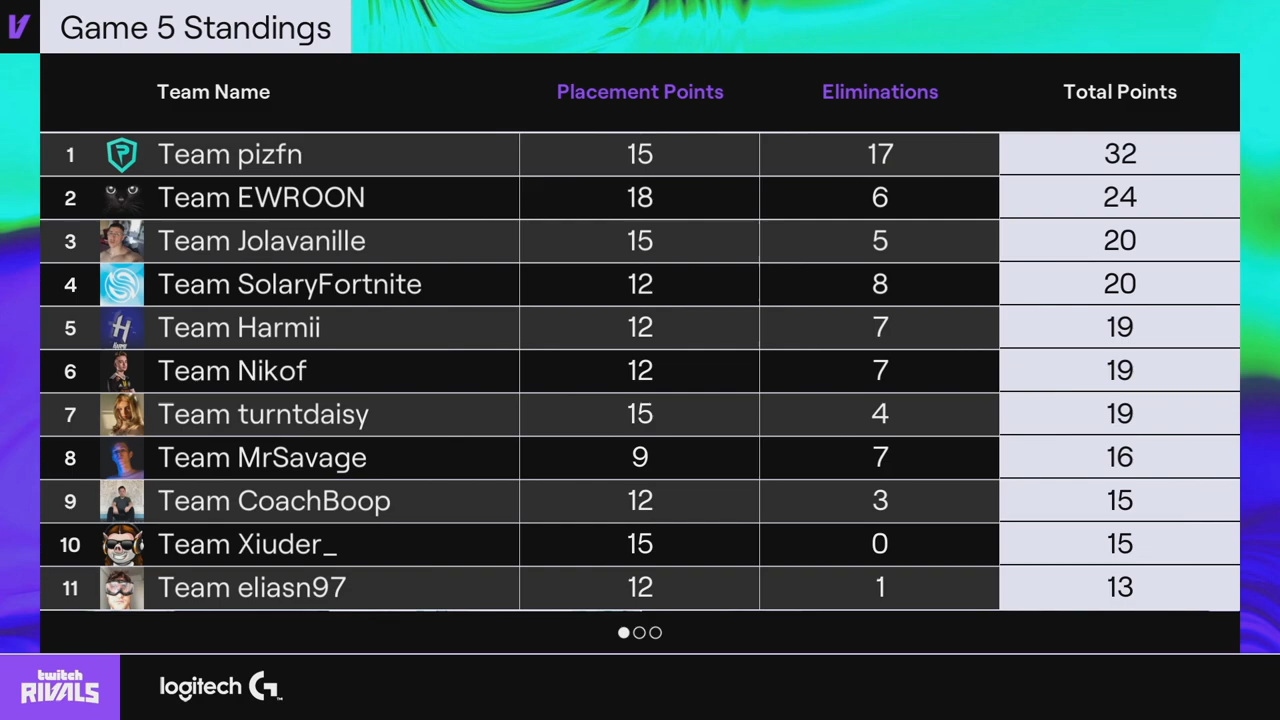 Game 5 Standings
Team Name Placement Points Eliminations Total Points
1 Team pizfn 15 17 32
2 Team EWROON 18 6 24
3 Team Jolavanille 15 5 20
4 Team SolaryFortnite 12 8 20
5 Team Harmii 12 7 19
6 Team Nikof 12 7 19
7 Team turntdaisy 15 4 19
8 Team MrSavage 9 7 16
9 Team CoachBoop 12 3 15
10 Team Xiuder_ 15 0 15
11 Team eliasn97 12 1 13
twitch
RIVALS
logitech G